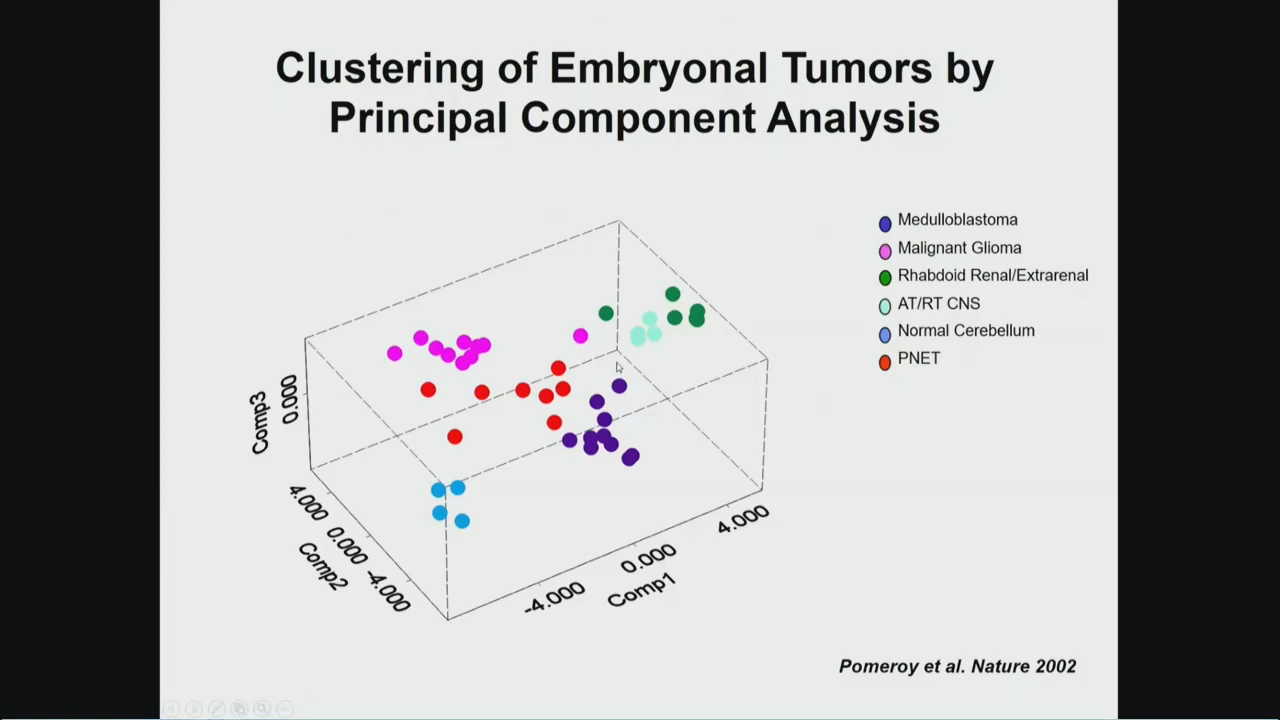 Clustering of Embryonal Tumors by
Principal Component Analysis
Medulloblastoma
Malignant Glioma
Rhabdoid Renal/Extrarenal
AT/RT CNS
Normal Cerebellum
PNET
Comp3
0.000
4.000
0.000
-4.000
Comp2
-4.000
0.000
4.000
Comp1
Pomeroy et al. Nature 2002